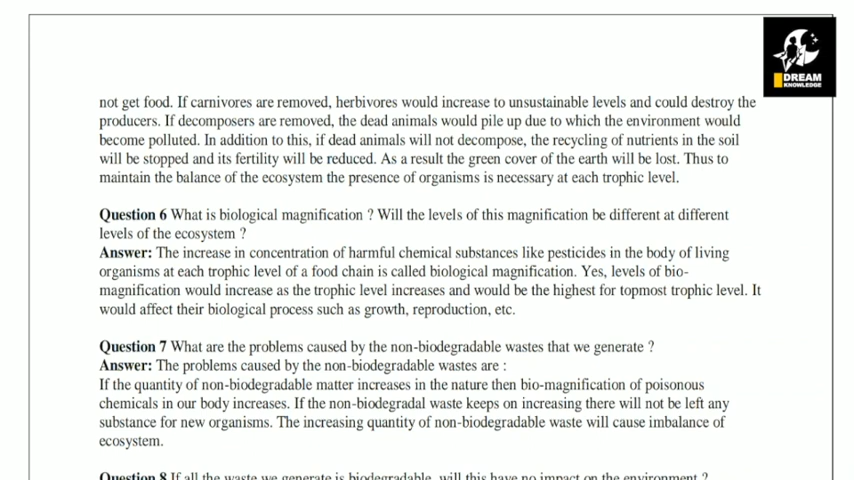 DREAM
KNOWLEDGE
not get food. If carnivores are removed, herbivores would increase to unsustainable levels and could destroy the
producers. If decomposers are removed, the dead animals would pile up due to which the environment would
become polluted. In addition to this, if dead animals will not decompose, the recycling of nutrients in the soil
will be stopped and its fertility will be reduced. As a result the green cover of the earth will be lost. Thus to
maintain the balance of the ecosystem the presence of organisms is necessary at each trophic level.
Question 6 What is biological magnification ? Will the levels of this magnification be different at different
levels of the ecosystem ?
Answer: The increase in concentration of harmful chemical substances like pesticides in the body of living
organisms at each trophic level of a food chain is called biological magnification. Yes, levels of bio-
magnification would increase as the trophic level increases and would be the highest for topmost trophic level. It
would affect their biological process such as growth, reproduction, etc.
Question 7 What are the problems caused by the non-biodegradable wastes that we generate ?
Answer: The problems caused by the non-biodegradable wastes are :
If the quantity of non-biodegradable matter increases in the nature then bio-magnification of poisonous
chemicals in our body increases. If the non-biodegradal waste keeps on increasing there will not be left any
substance for new organisms. The increasing quantity of non-biodegradable waste will cause imbalance of
ecosystem.
Question 8 If all the waste we generate is biodegradable, will this have no impact on the environment ?